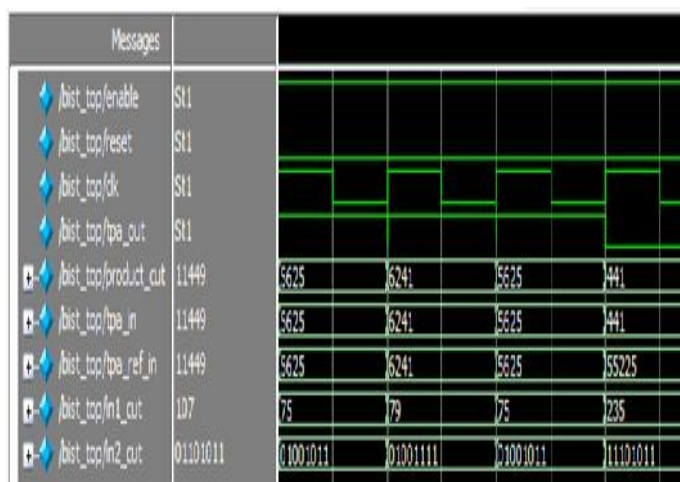 Messages
/bist_top/enable St1
/bist_top/reset St1
/bist_top/clk St1
/bist_top/tpa_out St1
/bist_top/product_cut 11449 5625 6241 5625 441
/bist_top/tpa_in 11449 5625 6241 5625 441
/bist_top/tpa_ref_in 11449 5625 6241 5625 55225
/bist_top/in1_cut 107 75 79 75 235
/bist_top/in2_cut 01101011 01001011 01001111 01001011 11101011